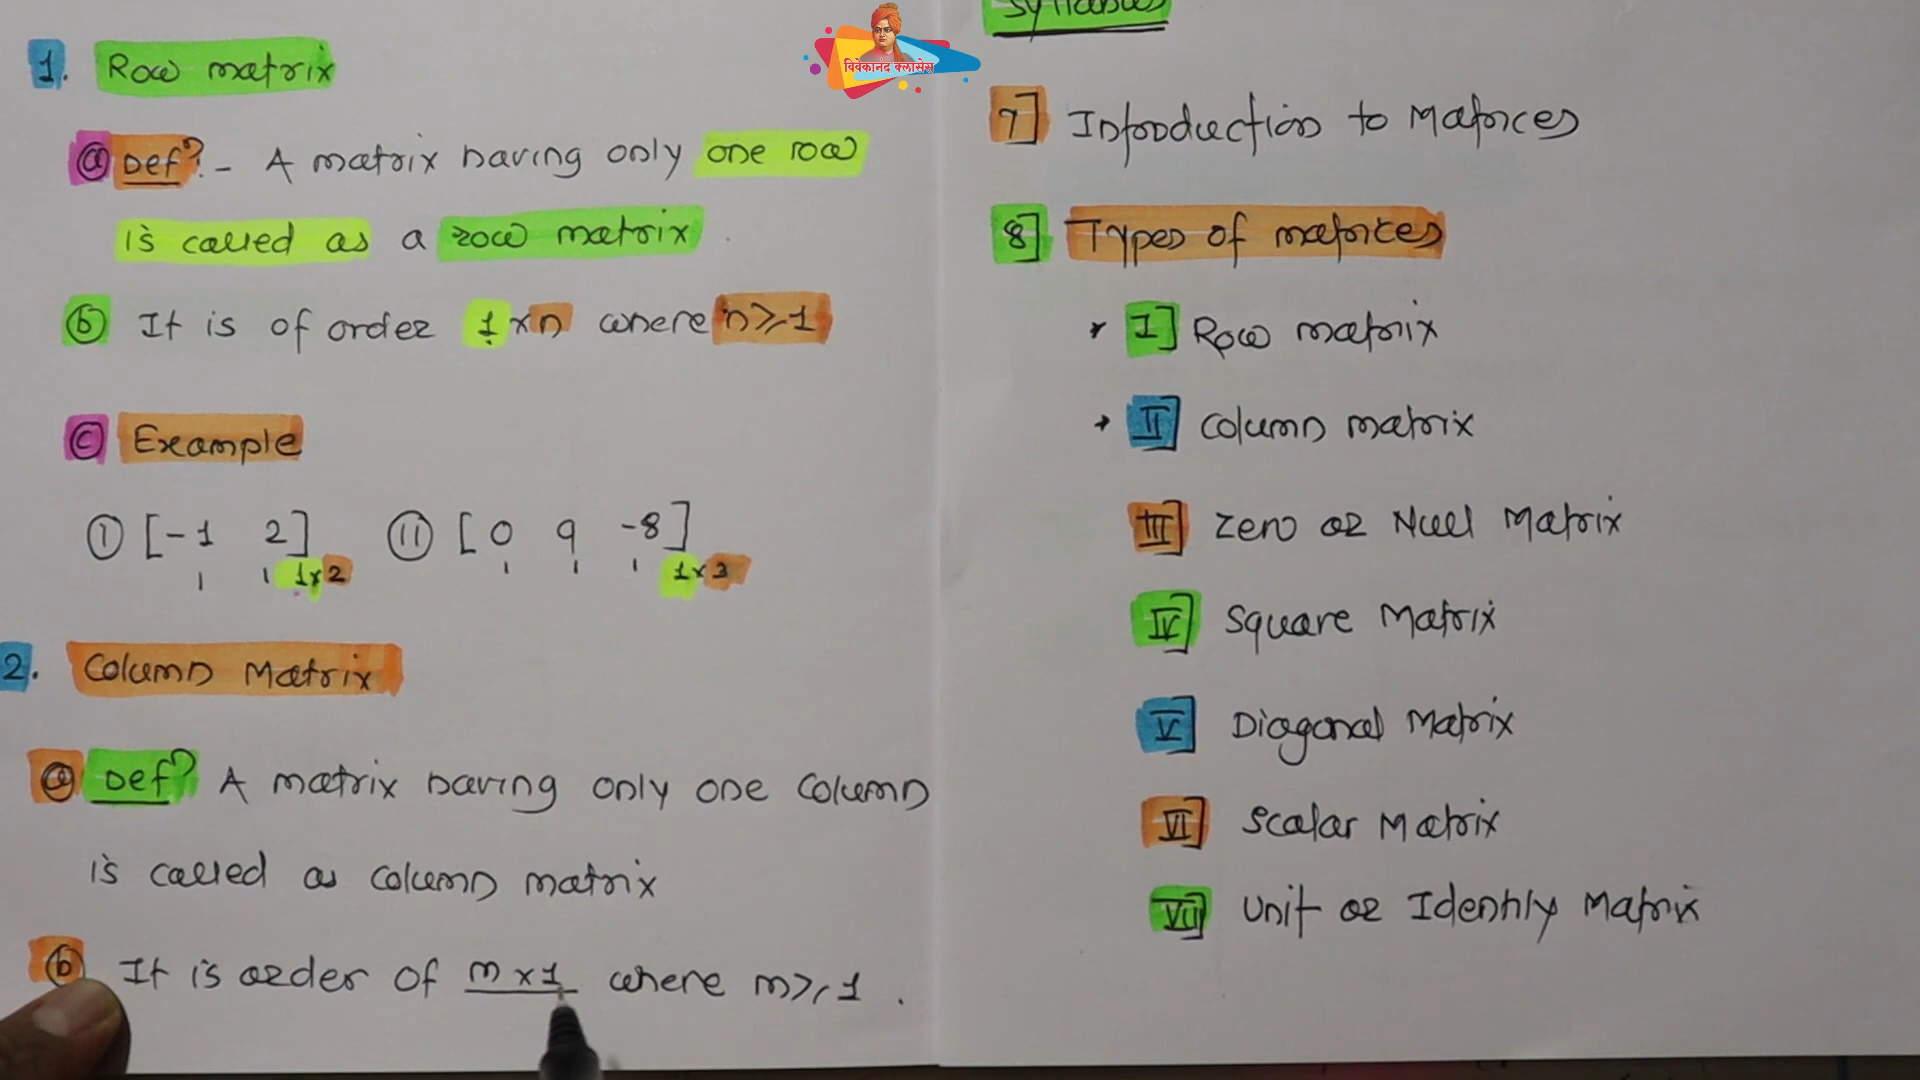 1. Row matrix
(a) Defⁿ - A matrix having only one row
is called as a row matrix.
(b) It is of order 1×n where n≥1
(c) Example
(i) [-1 2] 1×2 (ii) [0 9 -8] 1×3
2. Column Matrix
(a) Defⁿ A matrix having only one column
is called as column matrix
(b) It is order of m×1 where m≥1.
विवेकानंद क्लासेस
Syllabus
7] Introduction to Matrices
8] Types of matrices
I] Row matrix
II] Column matrix
III] Zero or Null Matrix
IV] Square Matrix
V] Diagonal Matrix
VI] Scalar Matrix
VII] Unit or Identity Matrix